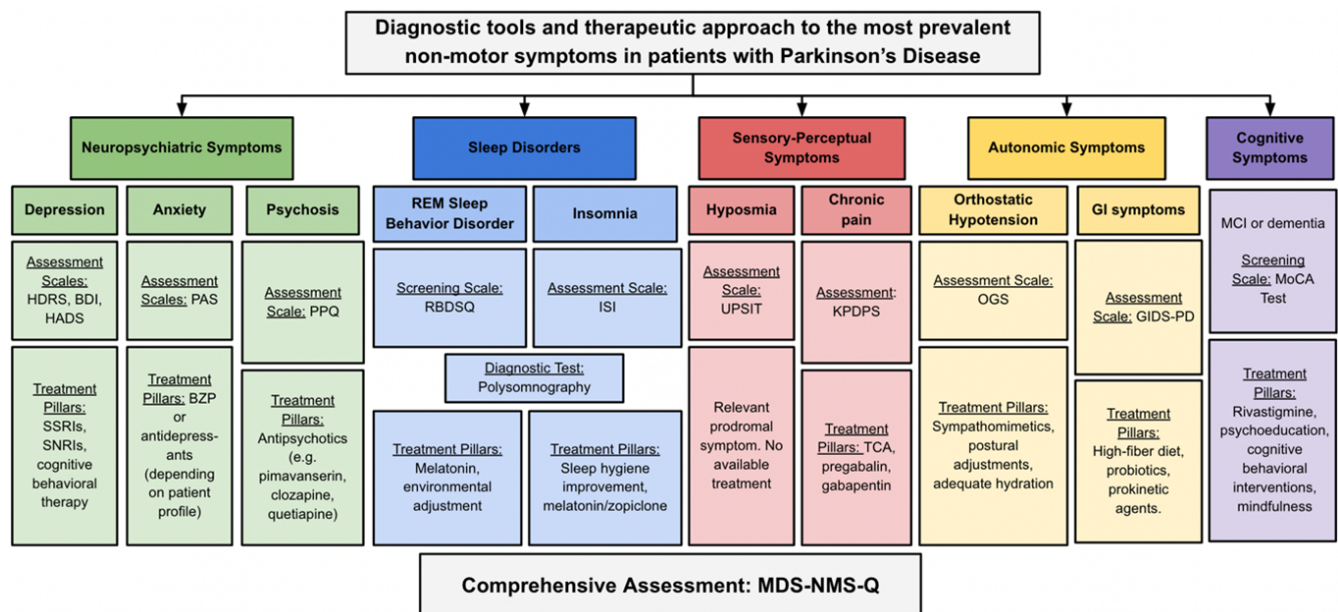 Diagnostic tools and therapeutic approach to the most prevalent
non-motor symptoms in patients with Parkinson's Disease
Neuropsychiatric Symptoms
Sleep Disorders
Sensory-Perceptual
Symptoms
Autonomic Symptoms
Cognitive
Symptoms
Depression
Anxiety
Psychosis
REM Sleep
Behavior Disorder
Insomnia
Hyposmia
Chronic
pain
Orthostatic
Hypotension
GI symptoms
MCI or dementia
Screening
Scale: MoCA
Test
Assessment
Scales:
HDRS, BDI,
HADS
Assessment
Scales: PAS
Assessment
Scale: PPQ
Screening Scale:
RBDSQ
Assessment Scale:
ISI
Assessment
Scale:
UPSIT
Assessment:
KPDPS
Assessment Scale:
OGS
Assessment
Scale: GIDS-PD
Diagnostic Test:
Polysomnography
Treatment
Pillars:
SSRIs,
SNRIs,
cognitive
behavioral
therapy
Treatment
Pillars: BZP
or
antidepress-
ants
(depending
on patient
profile)
Treatment
Pillars:
Antipsychotics
(e.g.
pimavanserin,
clozapine,
quetiapine)
Treatment Pillars:
Melatonin,
environmental
adjustment
Treatment Pillars:
Sleep hygiene
improvement,
melatonin/zopiclone
Relevant
prodromal
symptom. No
available
treatment
Treatment
Pillars: TCA,
pregabalin,
gabapentin
Treatment Pillars:
Sympathomimetics,
postural
adjustments,
adequate hydration
Treatment
Pillars:
High-fiber diet,
probiotics,
prokinetic
agents.
Treatment
Pillars:
Rivastigmine,
psychoeducation,
cognitive
behavioral
interventions,
mindfulness
Comprehensive Assessment: MDS-NMS-Q